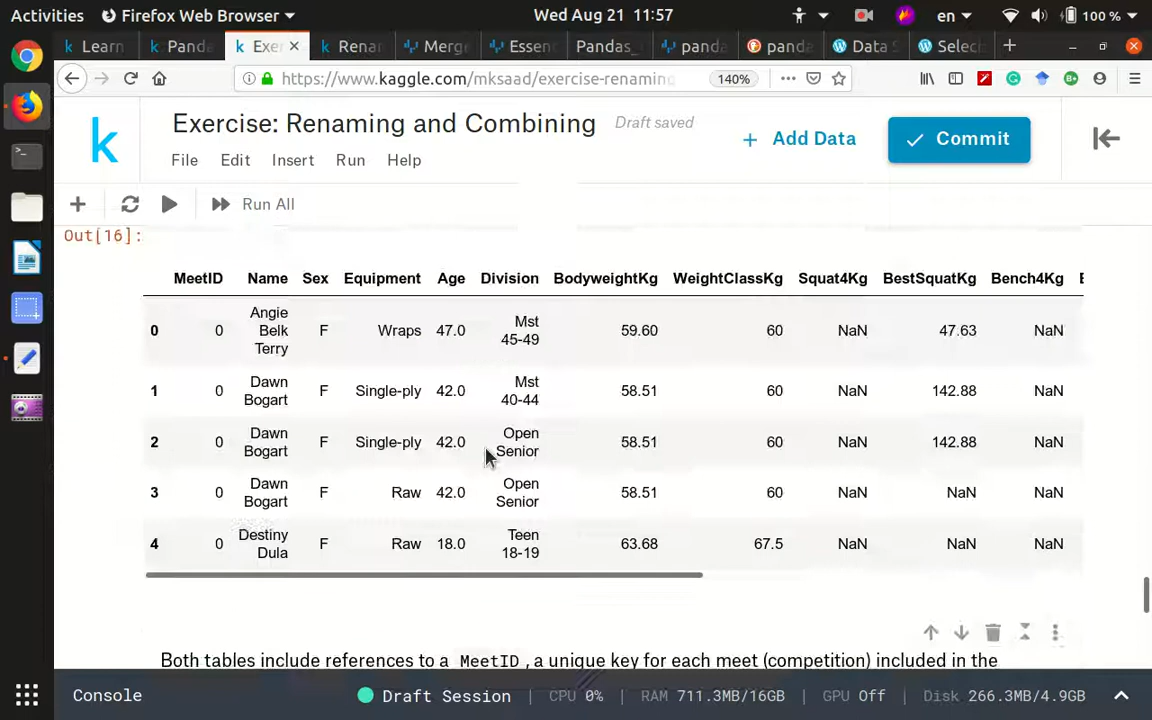 Activities Firefox Web Browser Wed Aug 21 11:57 en 100 %
Learn Panda Exer Rena Merg Essen Pandas_ panda panda Data S Selec
https://www.kaggle.com/mksaad/exercise-renaming 140%
k Exercise: Renaming and Combining Draft saved
Add Data Commit
File Edit Insert Run Help
Run All
Out[16]:
MeetID Name Sex Equipment Age Division BodyweightKg WeightClassKg Squat4Kg BestSquatKg Bench4Kg
0 0 Angie Belk Terry F Wraps 47.0 Mst 45-49 59.60 60 NaN 47.63 NaN
1 0 Dawn Bogart F Single-ply 42.0 Mst 40-44 58.51 60 NaN 142.88 NaN
2 0 Dawn Bogart F Single-ply 42.0 Open Senior 58.51 60 NaN 142.88 NaN
3 0 Dawn Bogart F Raw 42.0 Open Senior 58.51 60 NaN NaN NaN
4 0 Destiny Dula F Raw 18.0 Teen 18-19 63.68 67.5 NaN NaN NaN
Both tables include references to a MeetID , a unique key for each meet (competition) included in the
Console Draft Session CPU 0% | RAM 711.3MB/16GB | GPU Off | Disk 266.3MB/4.9GB